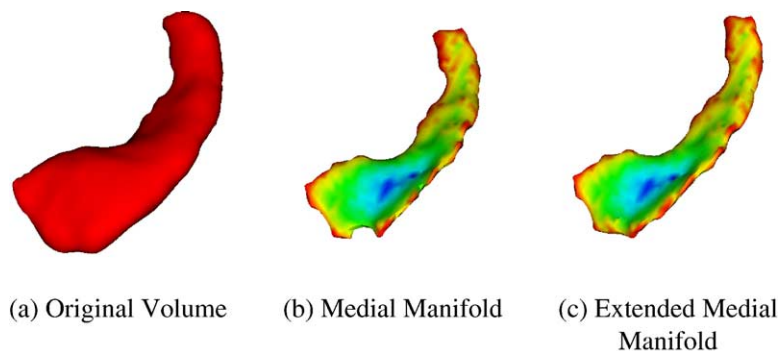 (a) Original Volume
(b) Medial Manifold
(c) Extended Medial
Manifold